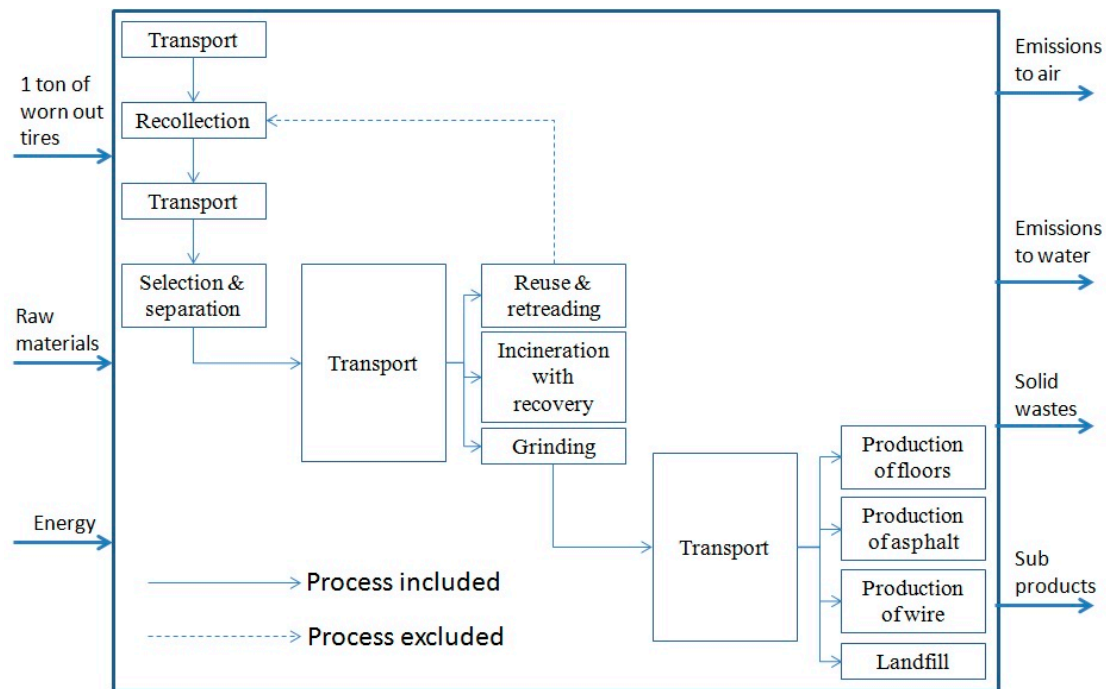 Transport
1 ton of
worn out
tires
Recollection
Transport
Selection &
separation
Raw
materials
Transport
Reuse &
retreading
Incineration
with
recovery
Grinding
Energy
Transport
Production
of floors
Production
of asphalt
Production
of wire
Landfill
Process included
Process excluded
Emissions
to air
Emissions
to water
Solid
wastes
Sub
products